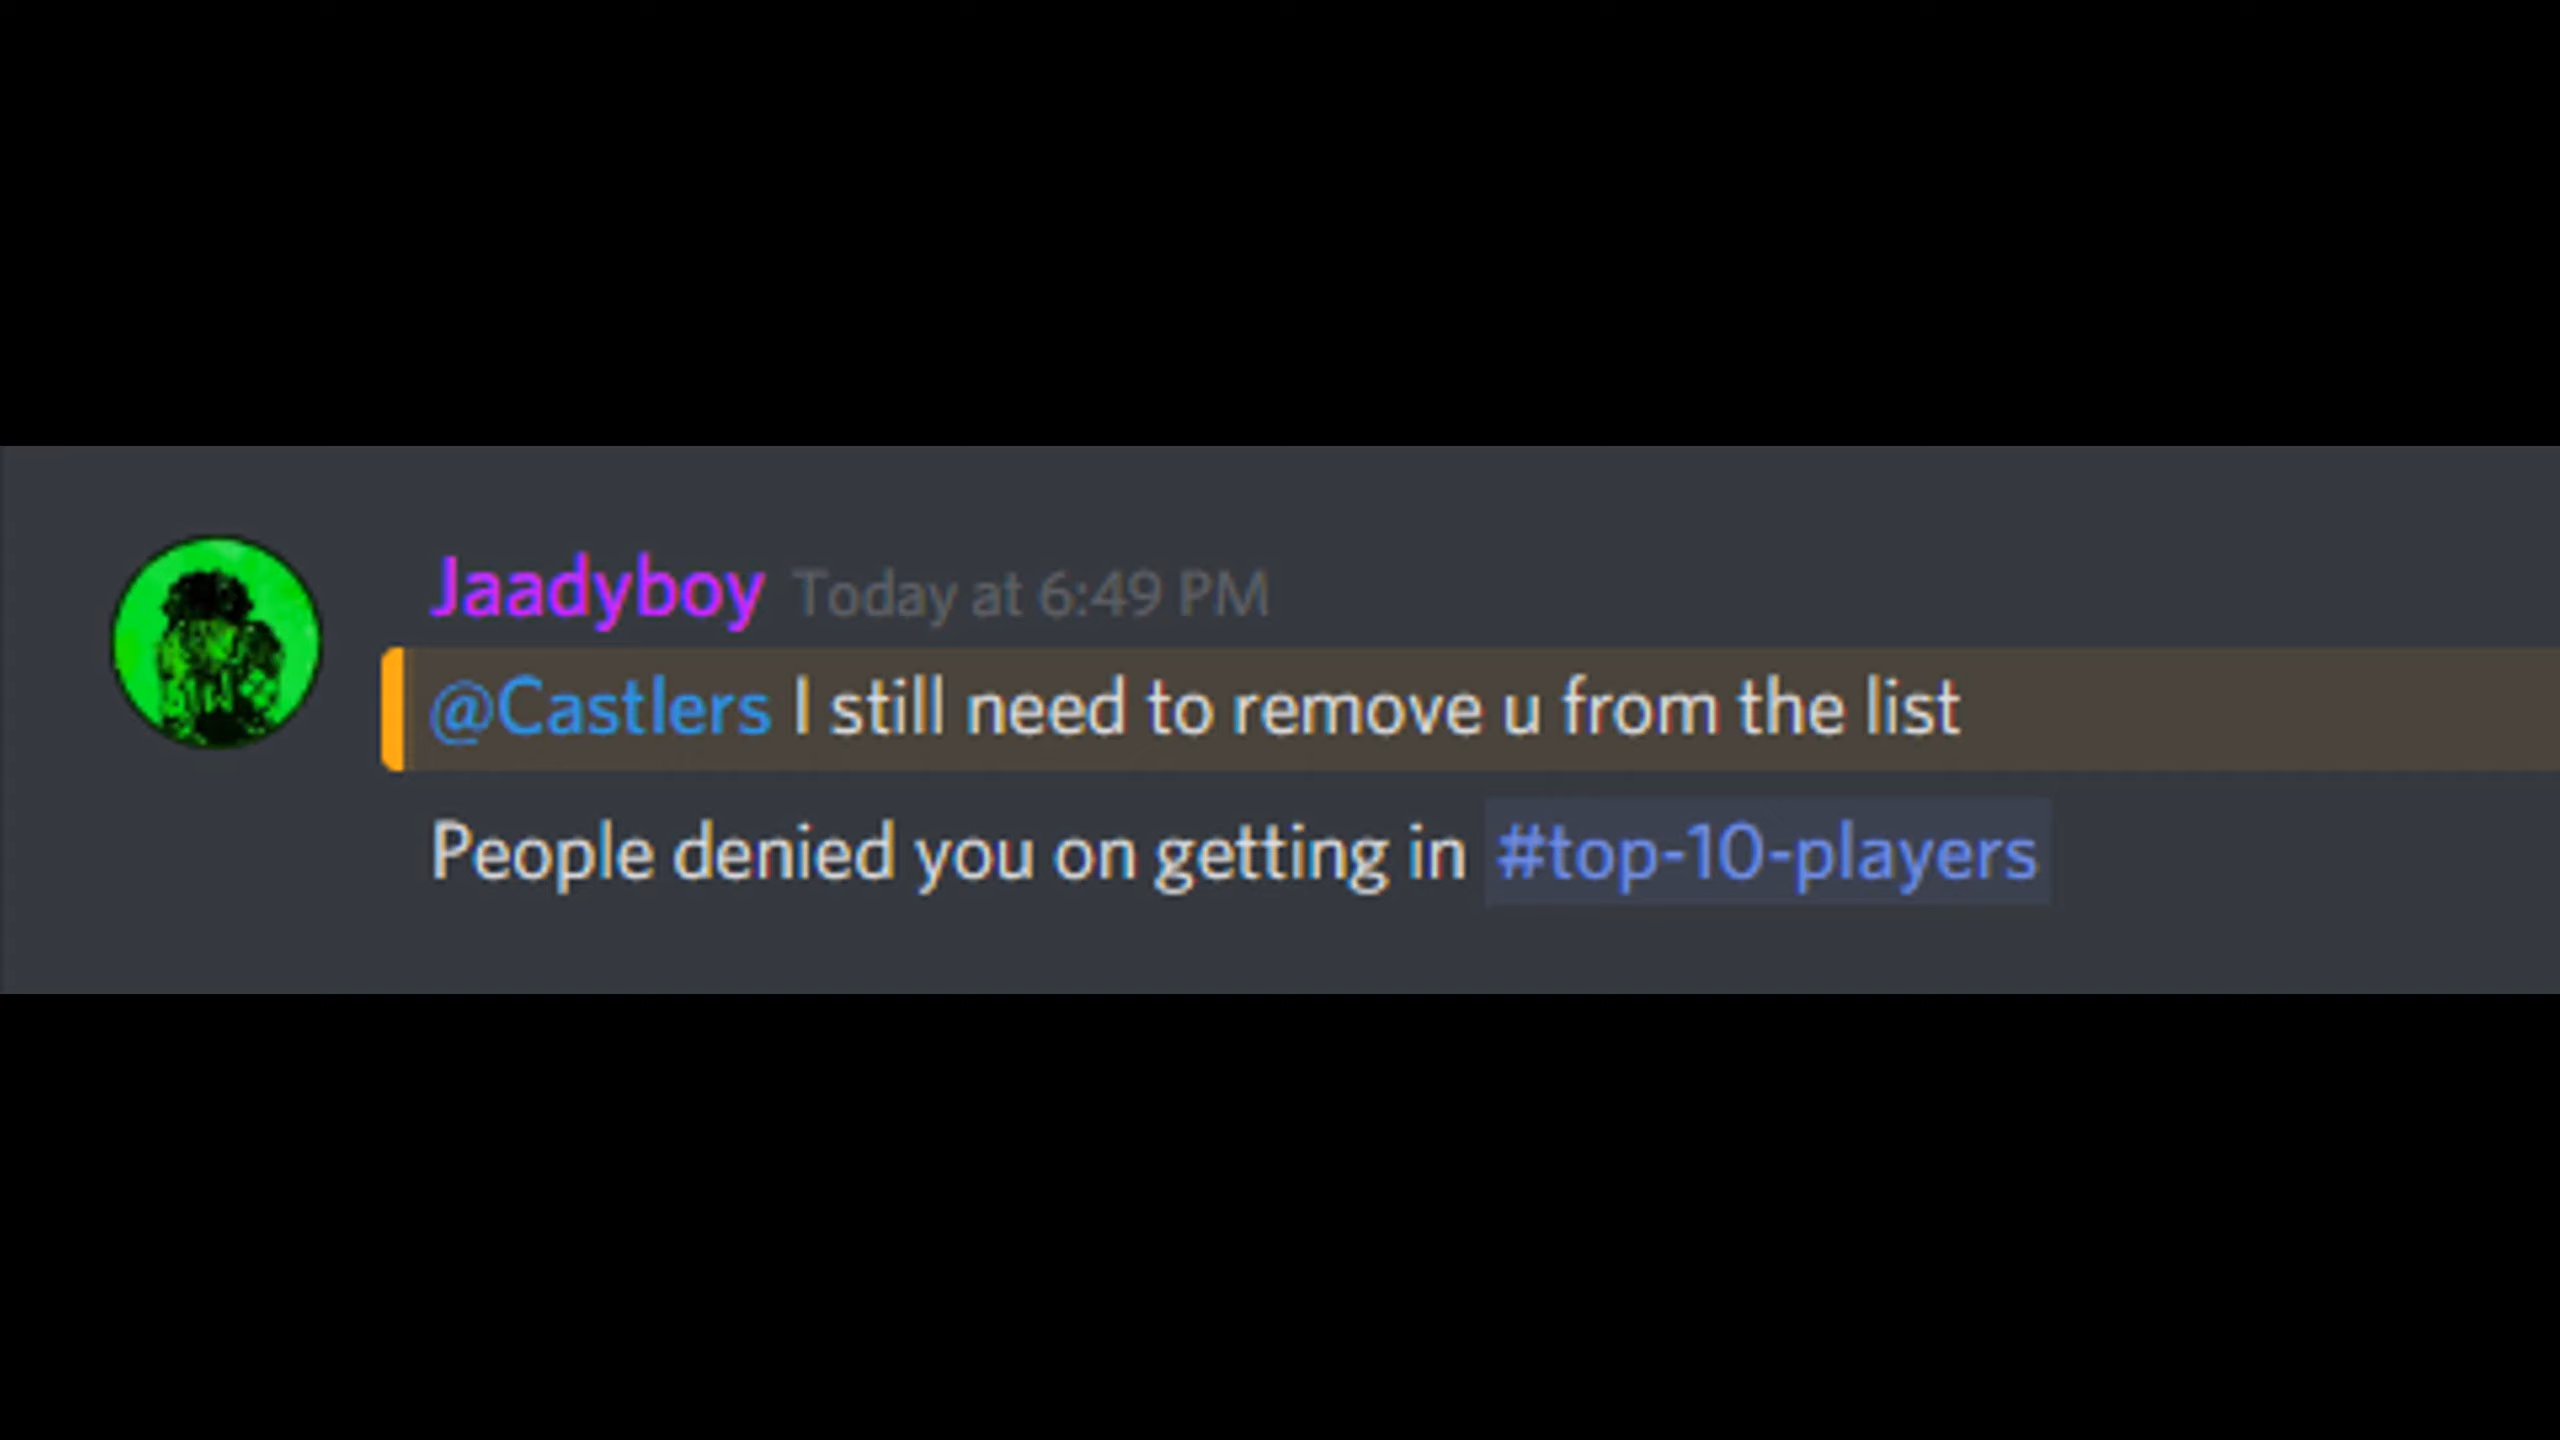 Jaadyboy Today at 6:49 PM
@Castlers I still need to remove u from the list
People denied you on getting in #top-10-players